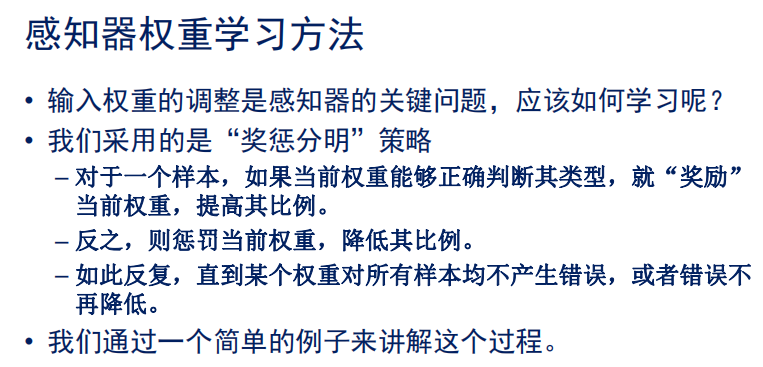 感知器权重学习方法
• 输入权重的调整是感知器的关键问题，应该如何学习呢？
• 我们采用的是“奖惩分明”策略
– 对于一个样本，如果当前权重能够正确判断其类型，就“奖励”
当前权重，提高其比例。
– 反之，则惩罚当前权重，降低其比例。
– 如此反复，直到某个权重对所有样本均不产生错误，或者错误不
再降低。
• 我们通过一个简单的例子来讲解这个过程。